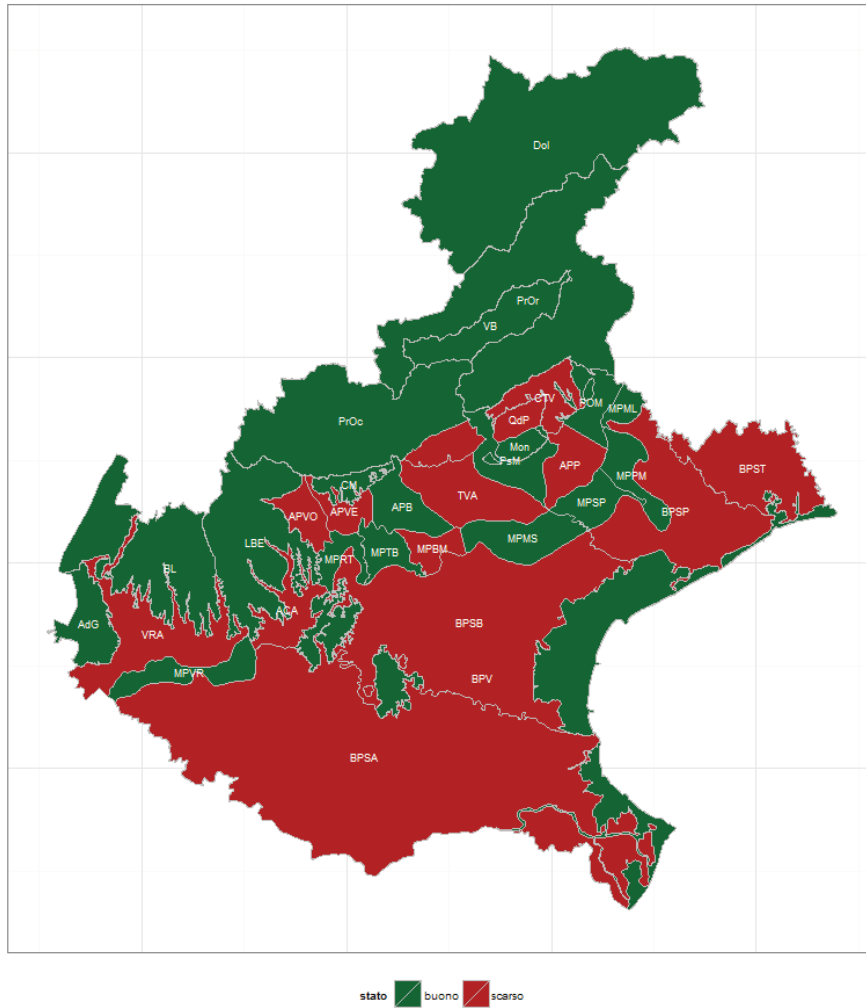 Dol
PrOr
VB
CTV
POM
PrOc
QdP
MPML
Mon
PsM
APP
BPST
MPPM
CM
TVA
APB
APVO
APVE
MPSP
BPSP
LBE
MPMS
MPRT
MPTB
MPBM
BL
ACA
AdG
VRA
BPSB
MPVR
BPV
BPSA
stato buono scarso